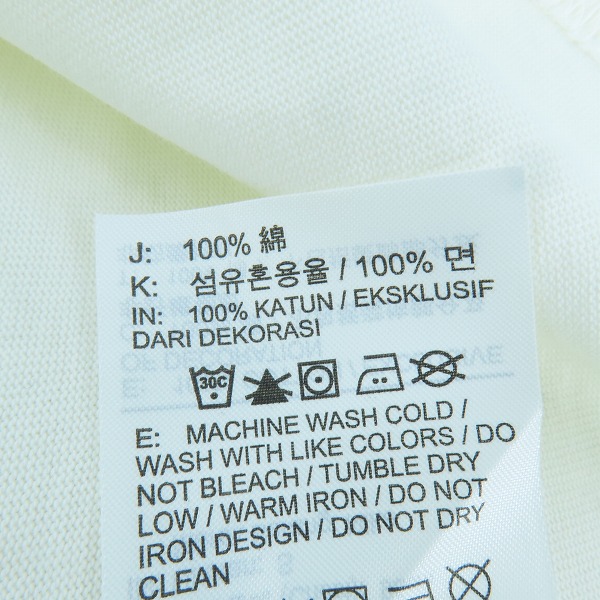 J: 100% 綿
K: 섬유혼용율 / 100% 면
IN: 100% KATUN / EKSKLUSIF
DARI DEKORASI
30C
E: MACHINE WASH COLD /
WASH WITH LIKE COLORS / DO
NOT BLEACH / TUMBLE DRY
LOW / WARM IRON / DO NOT
IRON DESIGN / DO NOT DRY
CLEAN